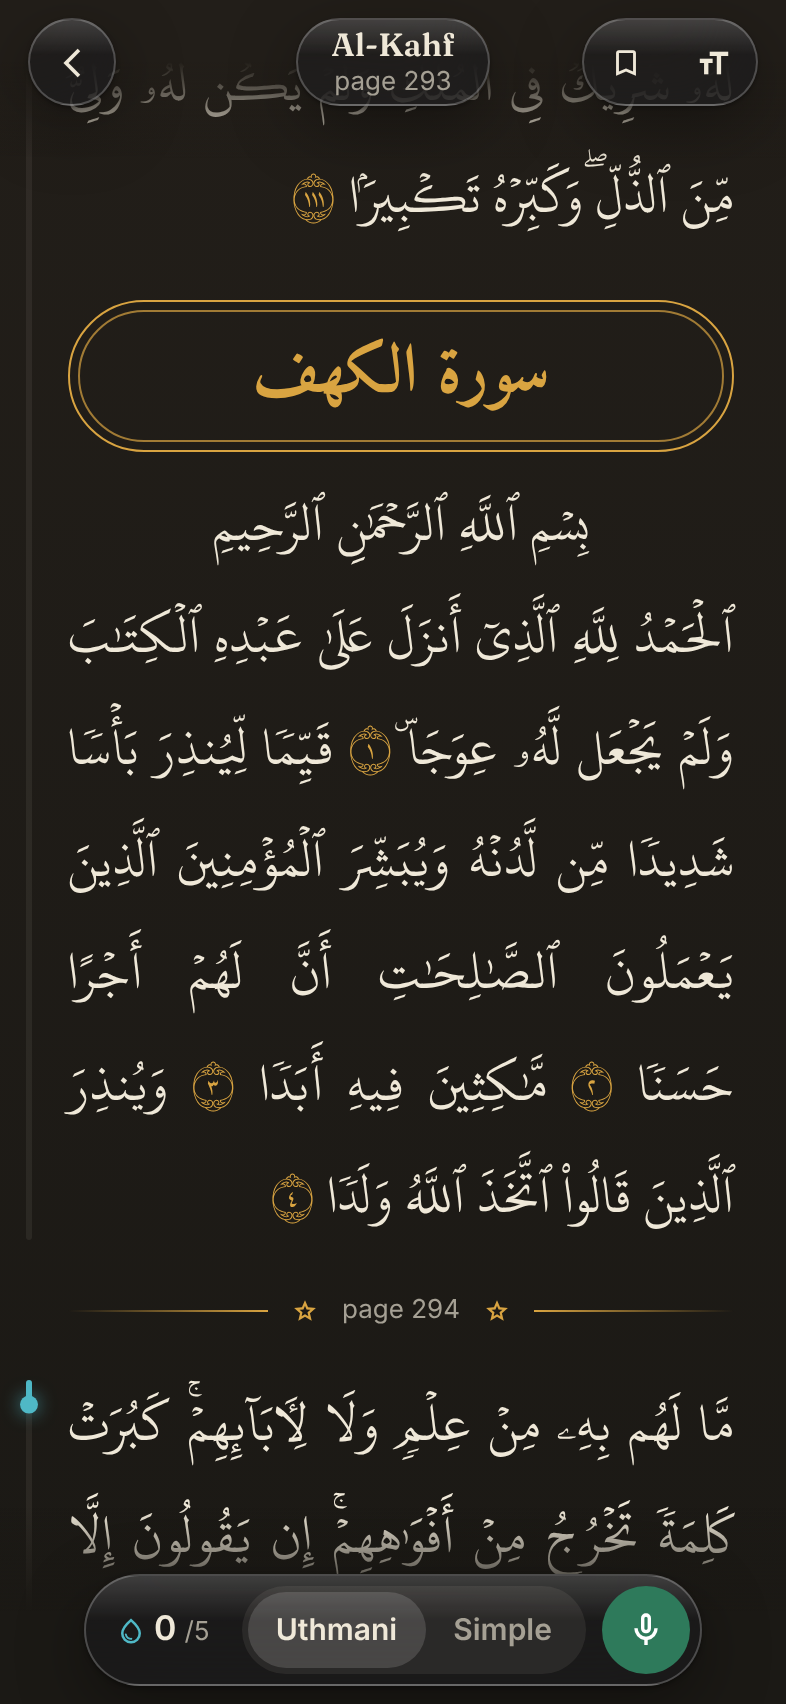 Al-Kahf
page 293
لَهُۥ شَرِيكٌ فِى ٱلْمُلْكِ وَلَمْ يَكُن لَّهُۥ وَلِىٌّ
مِّنَ ٱلذُّلِّ ۖ وَكَبِّرْهُ تَكْبِيرًۢا ١١١
سورة الكهف
بِسْمِ ٱللَّهِ ٱلرَّحْمَٰنِ ٱلرَّحِيمِ
ٱلْحَمْدُ لِلَّهِ ٱلَّذِىٓ أَنزَلَ عَلَىٰ عَبْدِهِ ٱلْكِتَٰبَ
وَلَمْ يَجْعَل لَّهُۥ عِوَجَا ۜ ١ قَيِّمًا لِّيُنذِرَ بَأْسًا
شَدِيدًا مِّن لَّدُنْهُ وَيُبَشِّرَ ٱلْمُؤْمِنِينَ ٱلَّذِينَ
يَعْمَلُونَ ٱلصَّٰلِحَٰتِ أَنَّ لَهُمْ أَجْرًا
حَسَنًا ٢ مَّٰكِثِينَ فِيهِ أَبَدًا ٣ وَيُنذِرَ
ٱلَّذِينَ قَالُوا۟ ٱتَّخَذَ ٱللَّهُ وَلَدًا ٤
page 294
مَّا لَهُم بِهِۦ مِنْ عِلْمٍ وَلَا لِـَٔابَآئِهِمْ ۚ كَبُرَتْ
كَلِمَةً تَخْرُجُ مِنْ أَفْوَٰهِهِمْ ۚ إِن يَقُولُونَ إِلَّا
0 /5 Uthmani Simple